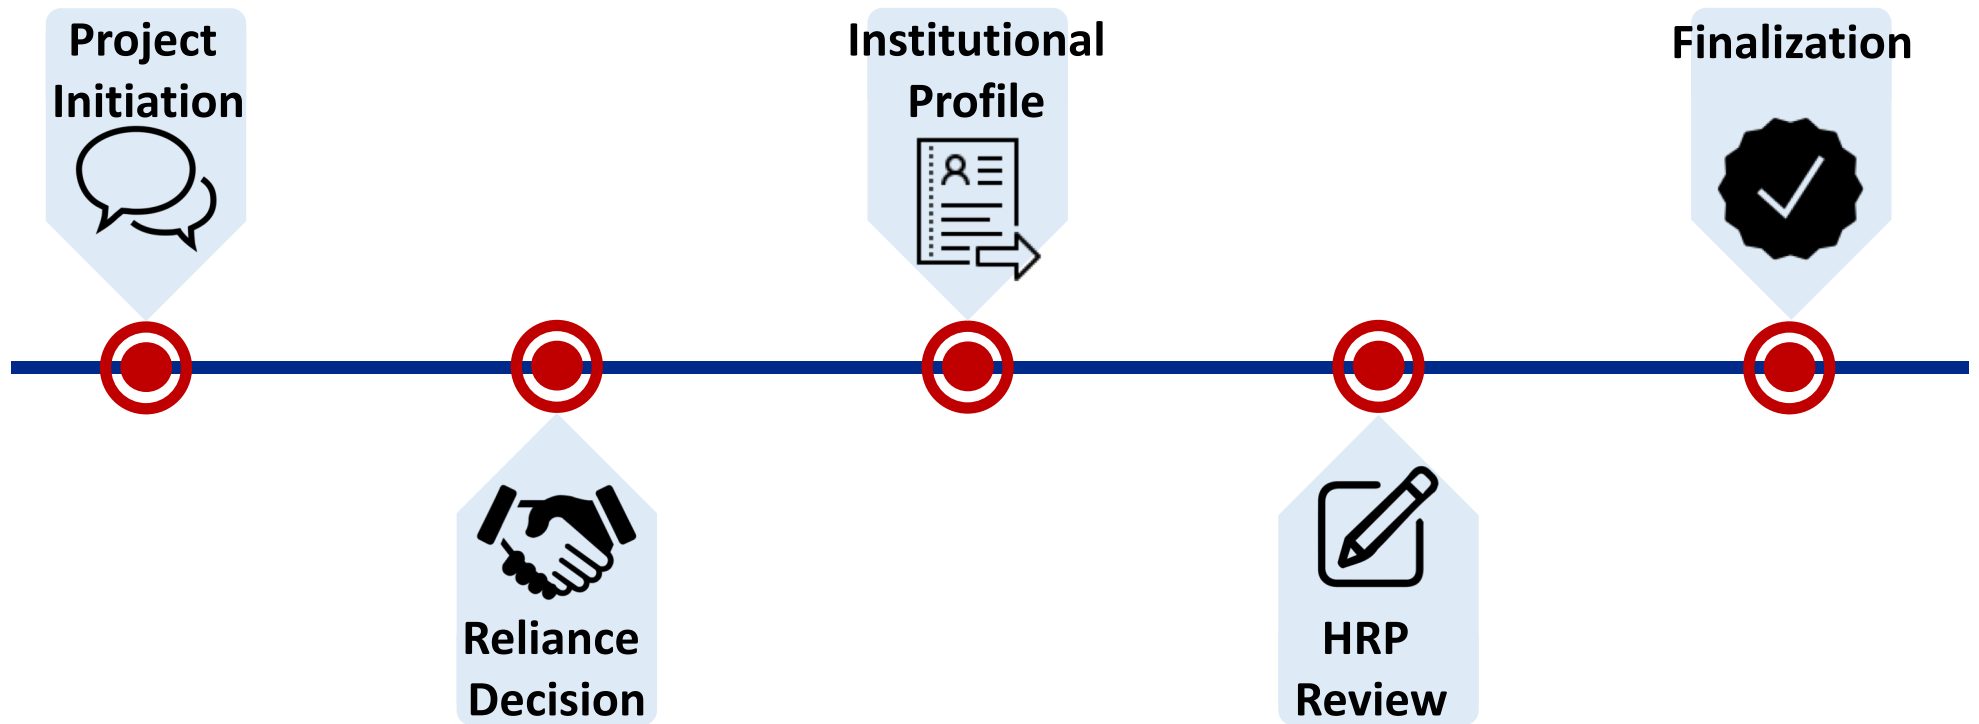 Project
Initiation
Reliance
Decision
Institutional
Profile
HRP
Review
Finalization